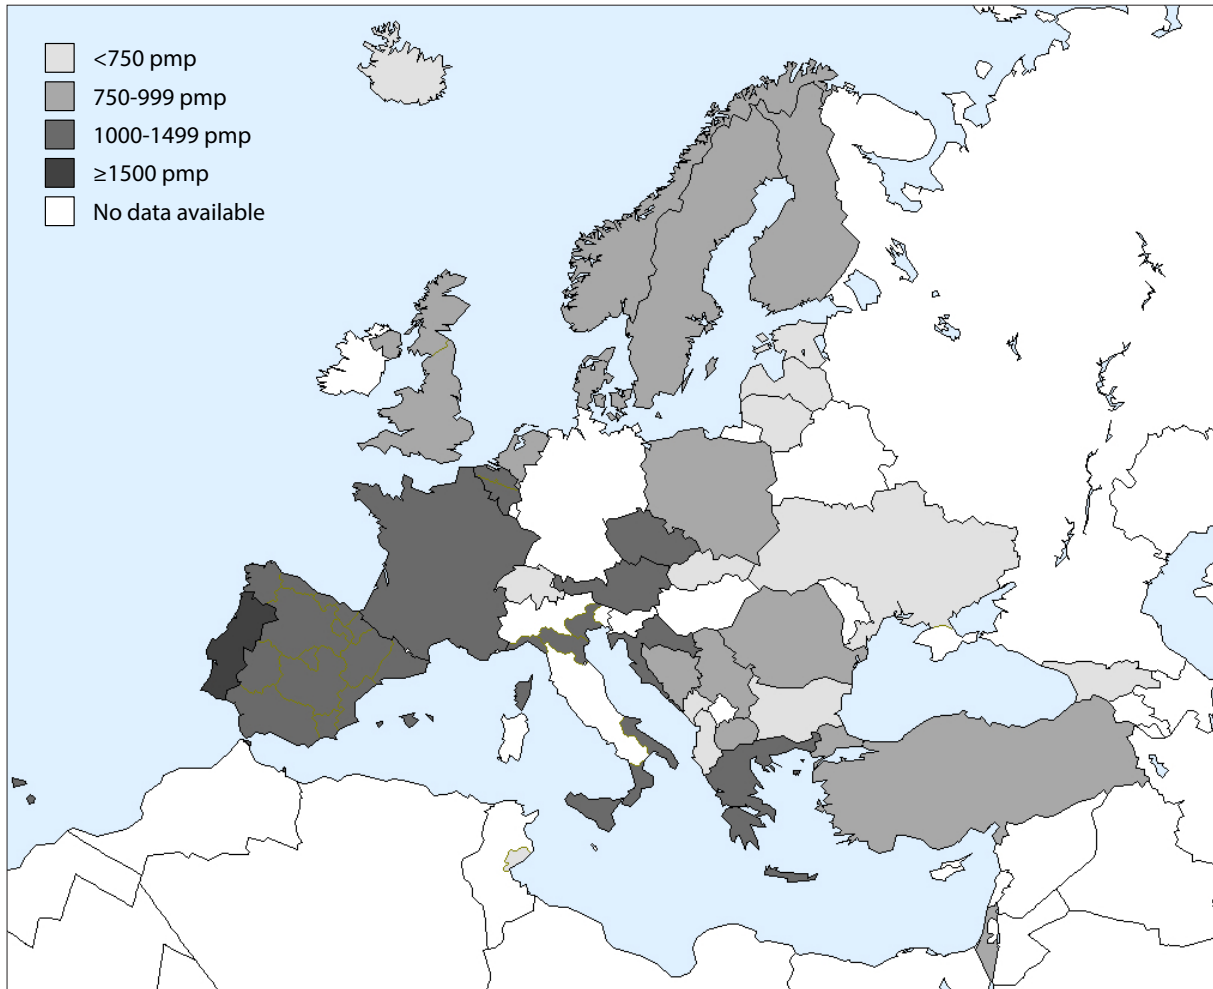 <750 pmp
750-999 pmp
1000-1499 pmp
≥1500 pmp
No data available